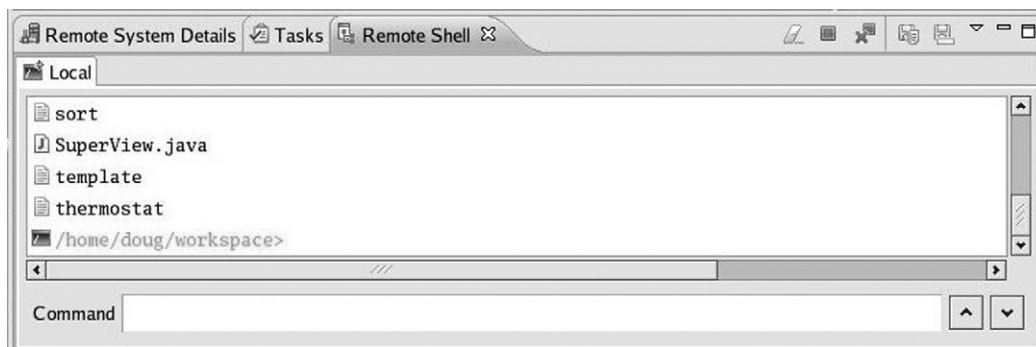 Remote System Details Tasks Remote Shell
Local
sort
SuperView.java
template
thermostat
/home/doug/workspace>
Command